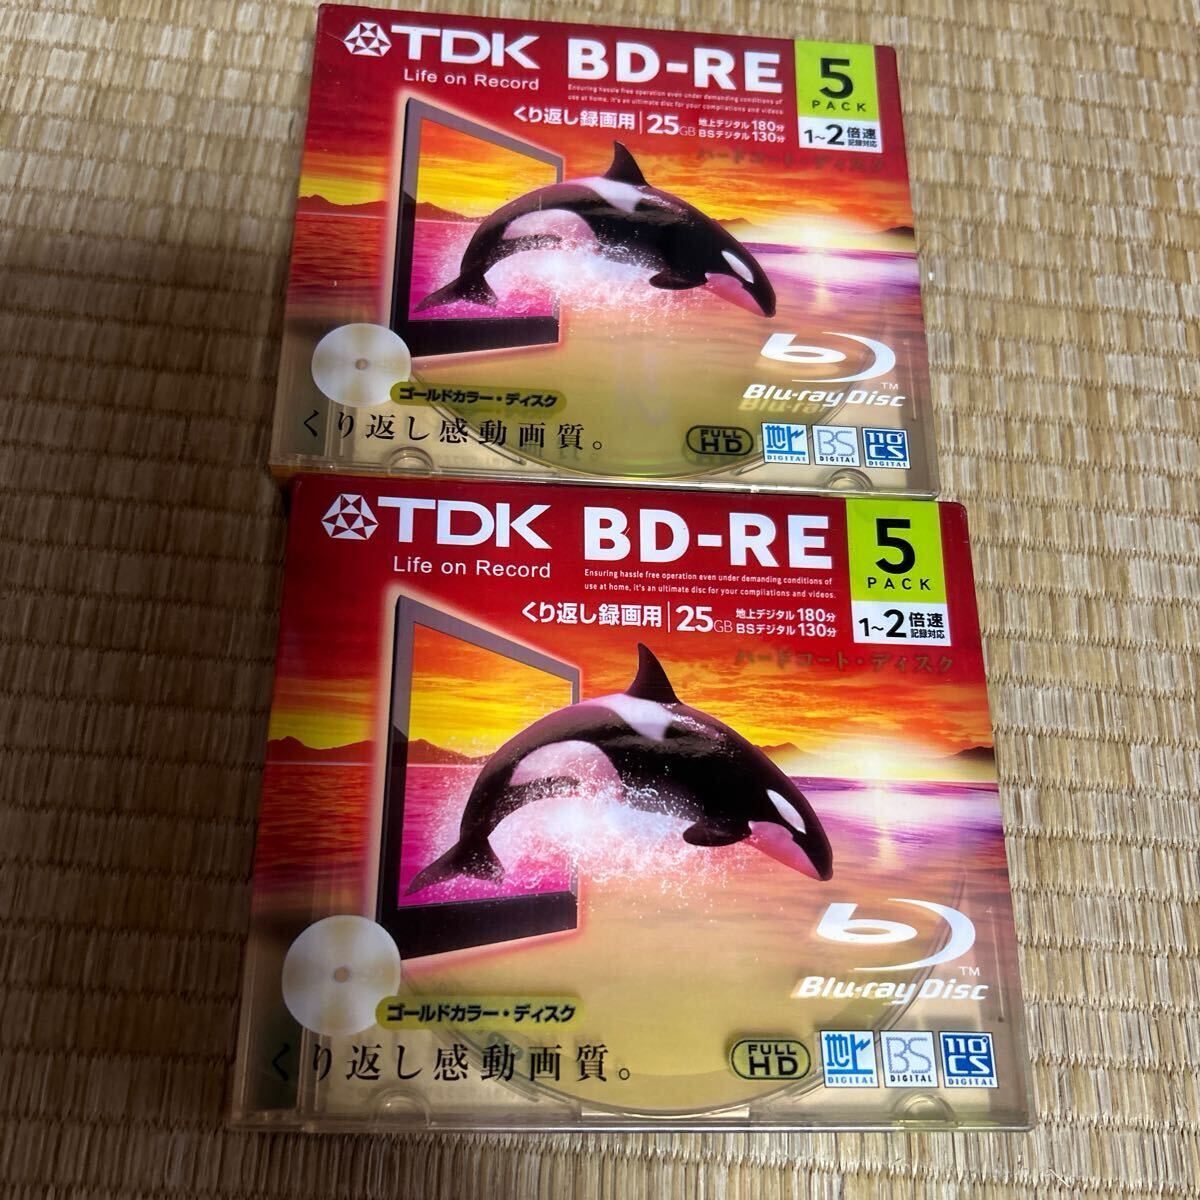 TDK
Life on Record
BD-RE
Ensuring hassle free operation even under demanding conditions of
use at home, it's an ultimate disc for your compilations and videos.
5
PACK
くり返し録画用
25GB
地上デジタル 180分
BSデジタル 130分
1~2倍速
記録対応
ハードコート・ディスク
Blu-ray Disc
TM
ゴールドカラー・ディスク
くり返し感動画質。
FULL
HD
地上
DIGITAL
BS
DIGITAL
110°
CS
DIGITAL
TDK
Life on Record
BD-RE
Ensuring hassle free operation even under demanding conditions of
use at home, it's an ultimate disc for your compilations and videos.
5
PACK
くり返し録画用
25GB
地上デジタル 180分
BSデジタル 130分
1~2倍速
記録対応
ハードコート・ディスク
Blu-ray Disc
TM
ゴールドカラー・ディスク
くり返し感動画質。
FULL
HD
地上
DIGITAL
BS
DIGITAL
110°
CS
DIGITAL